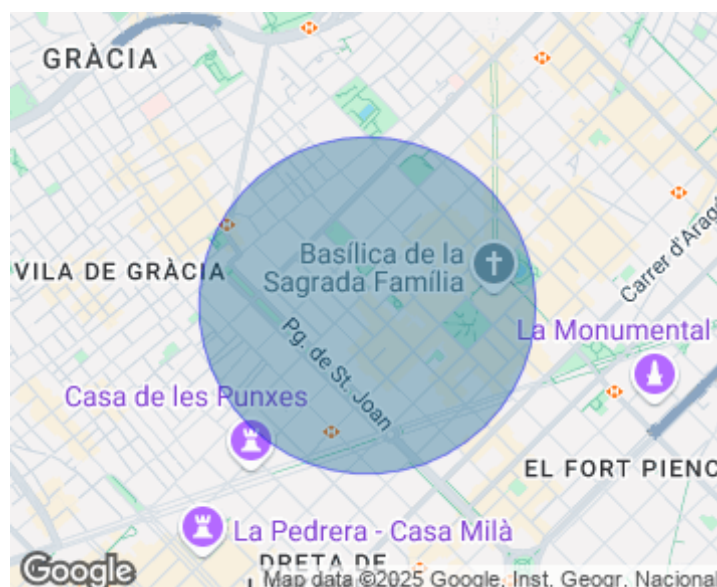 GRÀCIA
Carrer d'Aragó
Basílica de la
Sagrada Família
VILA DE GRÀCIA
Pg. de St. Joan
La Monumental
Casa de les Punxes
EL FORT PIENC
La Pedrera - Casa Milà
DRETA DE
Google
Map data ©2025 Google, Inst. Geogr. Nacional